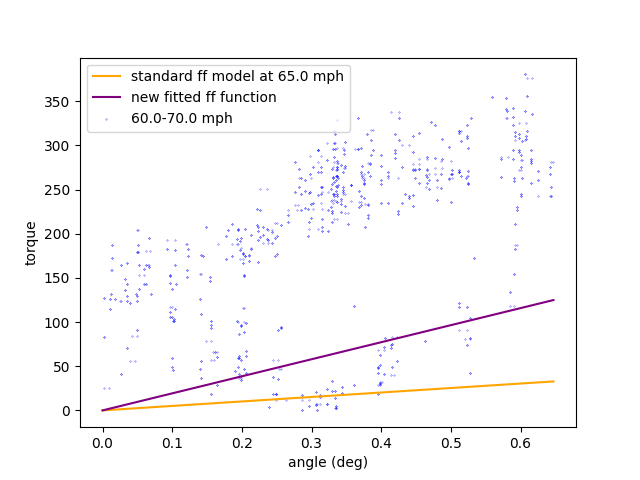 standard ff model at 65.0 mph
new fitted ff function
60.0-70.0 mph
350
300
250
200
150
100
50
0
torque
0.0 0.1 0.2 0.3 0.4 0.5 0.6
angle (deg)